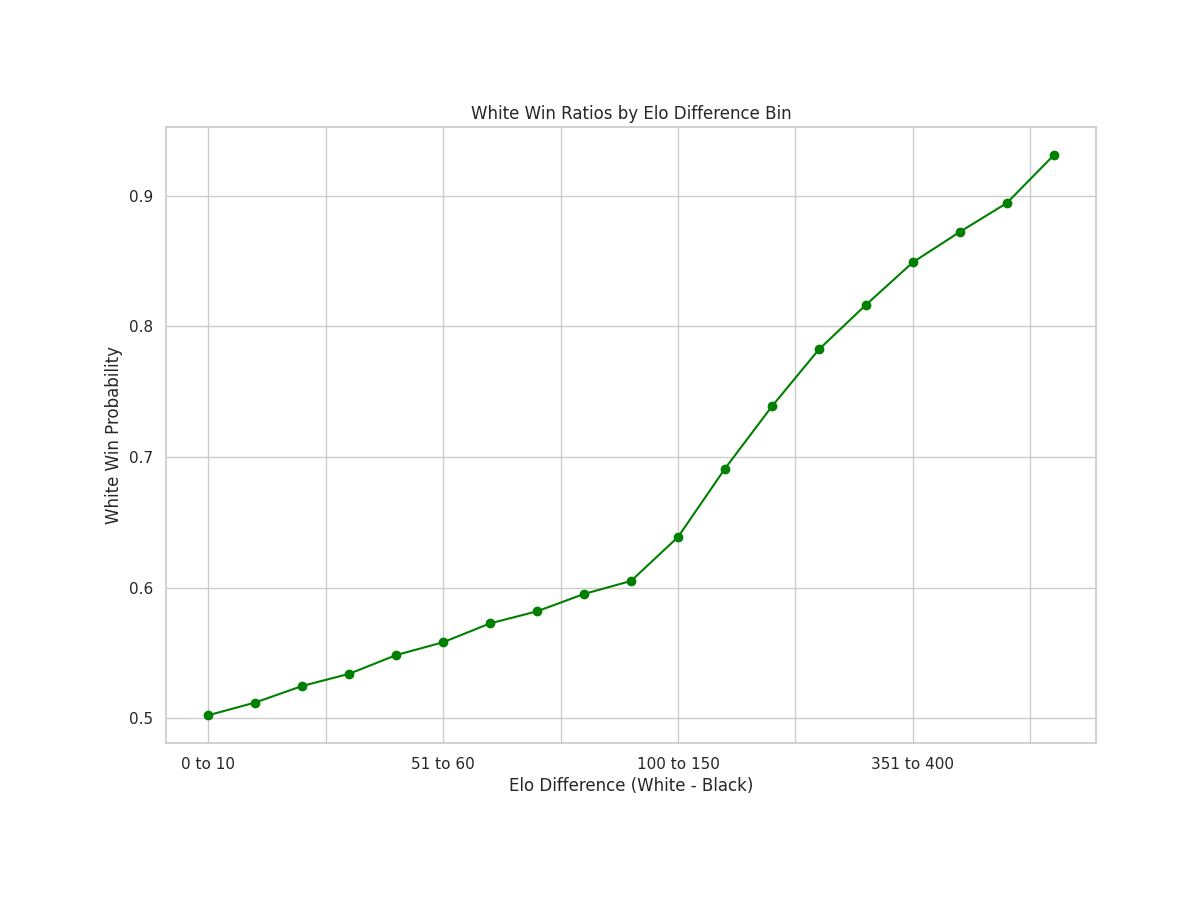 White Win Ratios by Elo Difference Bin
0.9
0.8
0.7
0.6
0.5
White Win Probability
0 to 10
51 to 60
100 to 150
351 to 400
Elo Difference (White - Black)